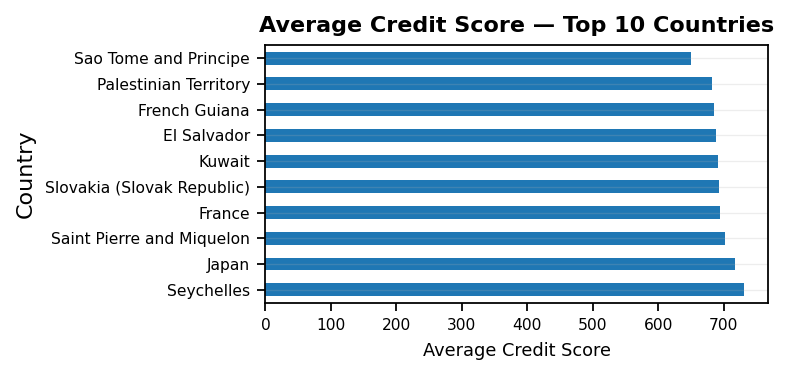 Average Credit Score — Top 10 Countries
Country
Sao Tome and Principe
Palestinian Territory
French Guiana
El Salvador
Kuwait
Slovakia (Slovak Republic)
France
Saint Pierre and Miquelon
Japan
Seychelles
0 100 200 300 400 500 600 700
Average Credit Score